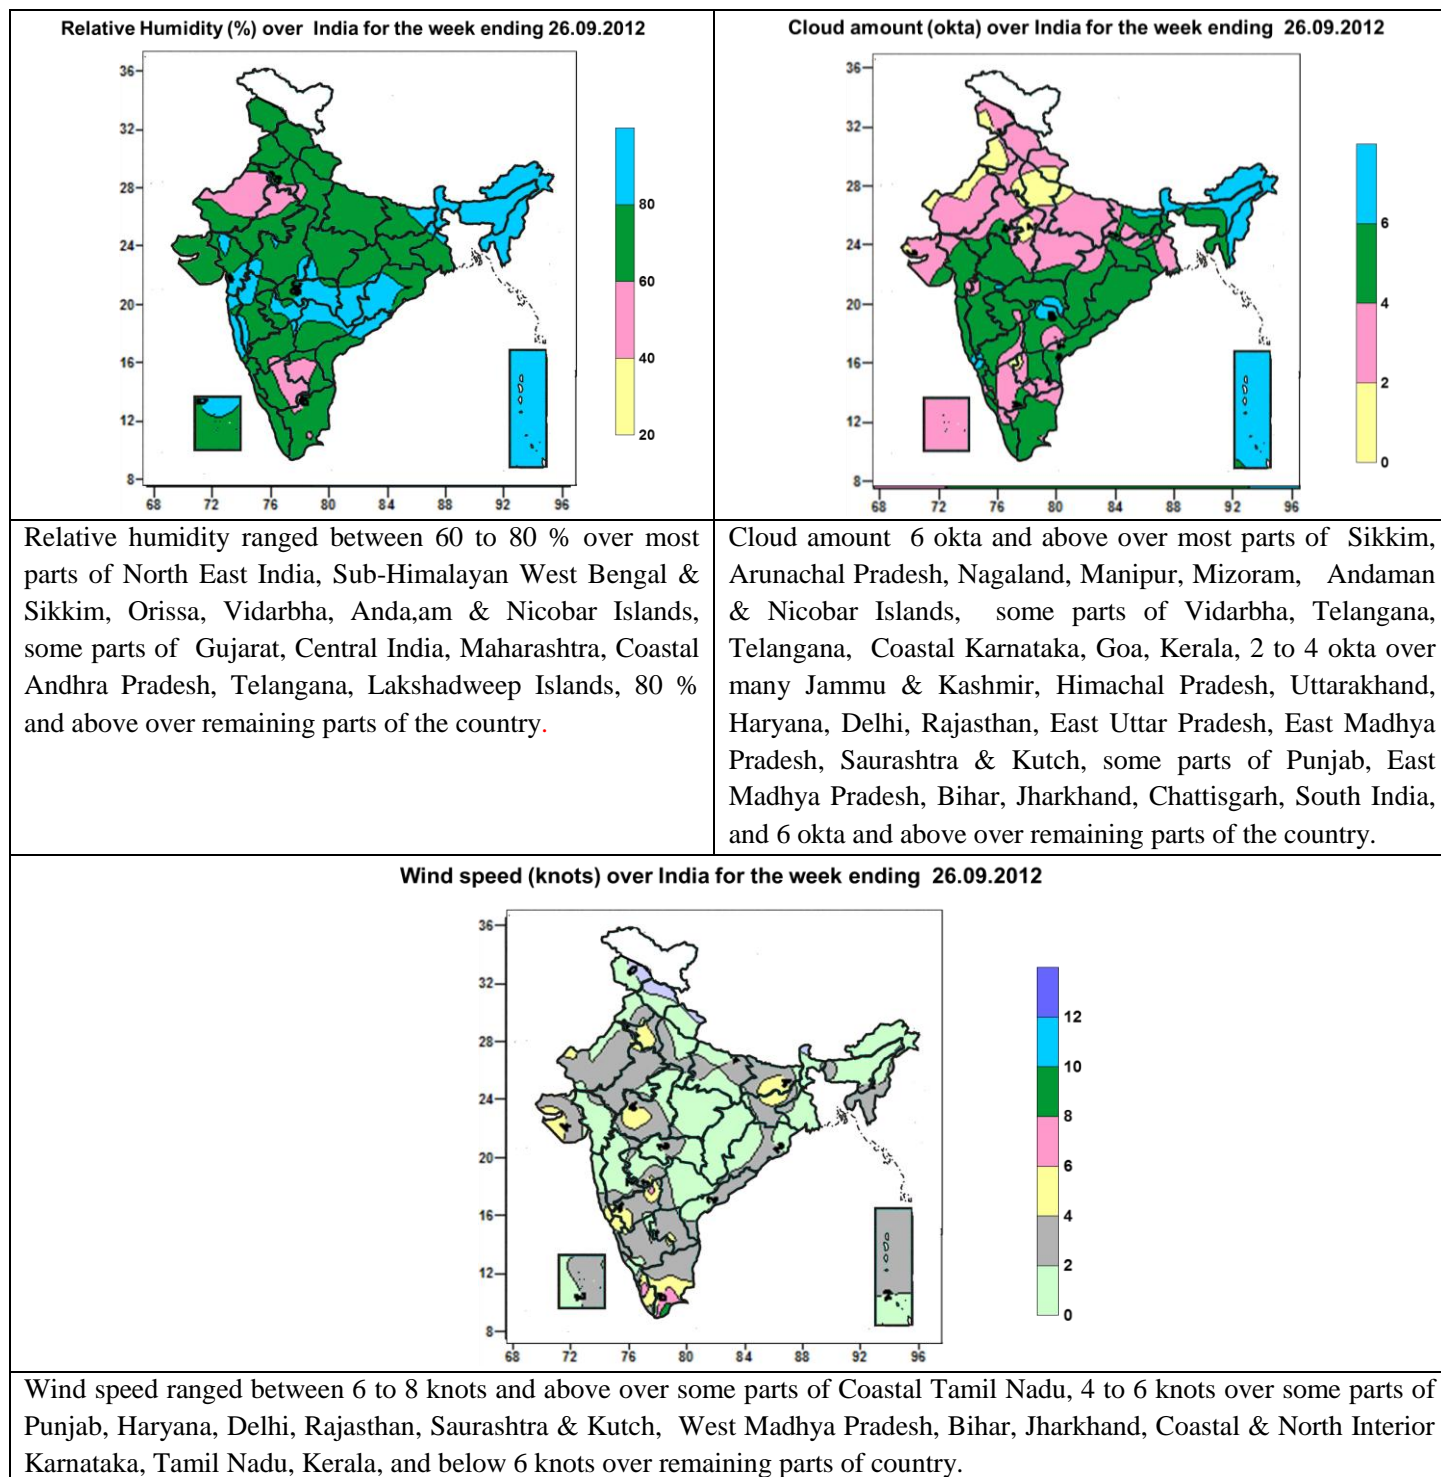 Relative Humidity (%) over India for the week ending 26.09.2012
36
32
28
24
20
16
12
8
68 72 76 80 84 88 92 96
80
60
40
20
Cloud amount (okta) over India for the week ending 26.09.2012
36
32
28
24
20
16
12
8
68 72 76 80 84 88 92 96
6
4
2
0
Relative humidity ranged between 60 to 80 % over most
parts of North East India, Sub-Himalayan West Bengal &
Sikkim, Orissa, Vidarbha, Anda,am & Nicobar Islands,
some parts of Gujarat, Central India, Maharashtra, Coastal
Andhra Pradesh, Telangana, Lakshadweep Islands, 80 %
and above over remaining parts of the country.
Cloud amount 6 okta and above over most parts of Sikkim,
Arunachal Pradesh, Nagaland, Manipur, Mizoram, Andaman
& Nicobar Islands, some parts of Vidarbha, Telangana,
Telangana, Coastal Karnataka, Goa, Kerala, 2 to 4 okta over
many Jammu & Kashmir, Himachal Pradesh, Uttarakhand,
Haryana, Delhi, Rajasthan, East Uttar Pradesh, East Madhya
Pradesh, Saurashtra & Kutch, some parts of Punjab, East
Madhya Pradesh, Bihar, Jharkhand, Chattisgarh, South India,
and 6 okta and above over remaining parts of the country.
Wind speed (knots) over India for the week ending 26.09.2012
36
32
28
24
20
16
12
8
68 72 76 80 84 88 92 96
12
10
8
6
4
2
0
Wind speed ranged between 6 to 8 knots and above over some parts of Coastal Tamil Nadu, 4 to 6 knots over some parts of
Punjab, Haryana, Delhi, Rajasthan, Saurashtra & Kutch, West Madhya Pradesh, Bihar, Jharkhand, Coastal & North Interior
Karnataka, Tamil Nadu, Kerala, and below 6 knots over remaining parts of country.